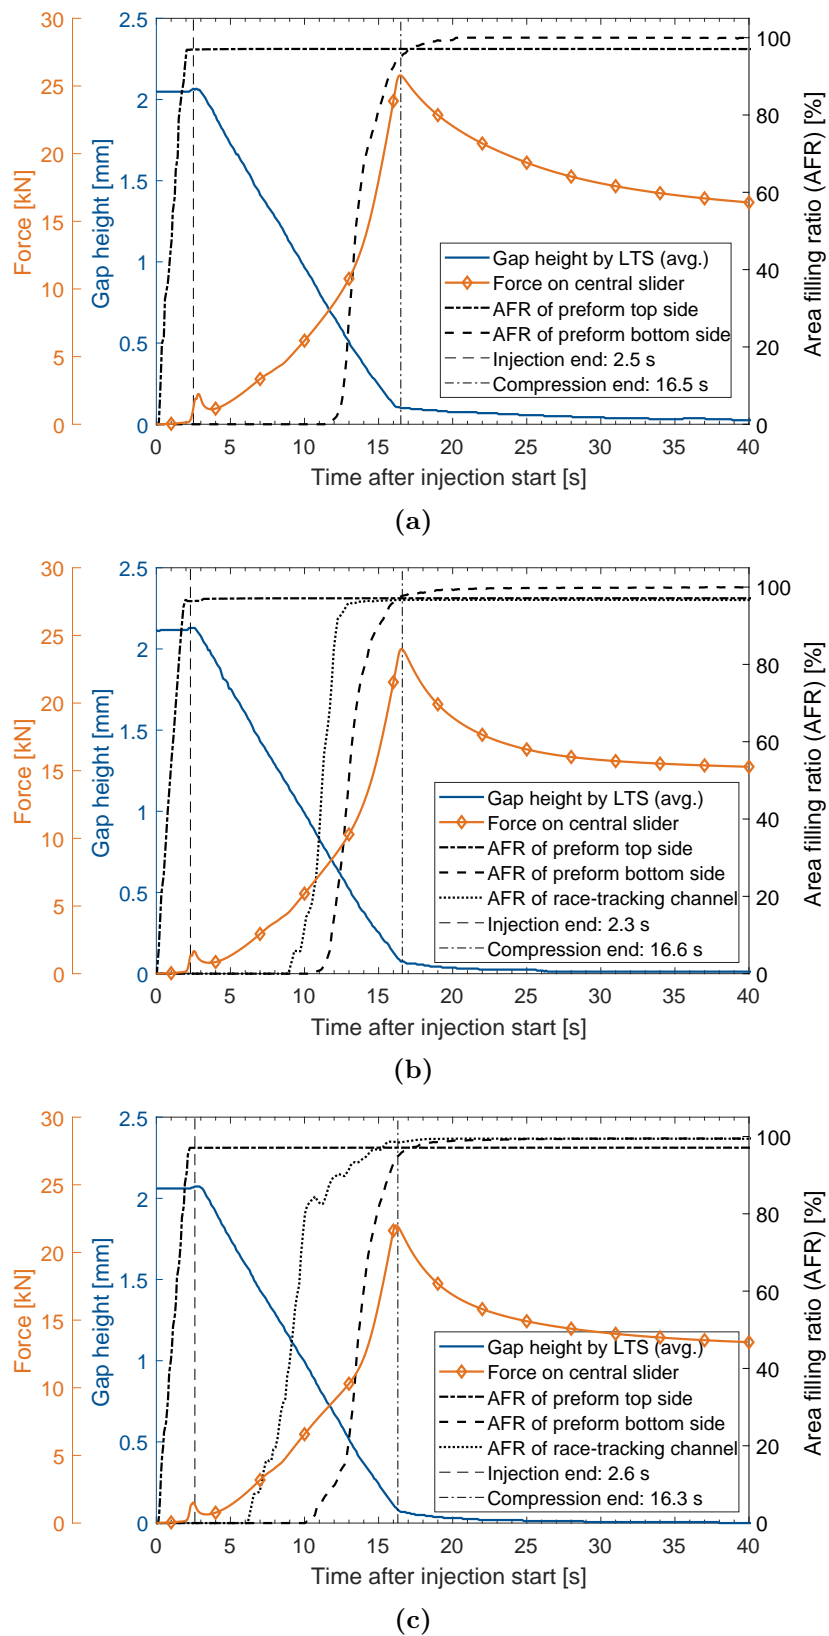 30
25
20
15
10
5
0
Force [kN]
2.5
2
1.5
1
0.5
0
Gap height [mm]
100
80
60
40
20
0
Area filling ratio (AFR) [%]
Gap height by LTS (avg.)
Force on central slider
AFR of preform top side
AFR of preform bottom side
Injection end: 2.5 s
Compression end: 16.5 s
0 5 10 15 20 25 30 35 40
Time after injection start [s]
(a)
30
25
20
15
10
5
0
Force [kN]
2.5
2
1.5
1
0.5
0
Gap height [mm]
100
80
60
40
20
0
Area filling ratio (AFR) [%]
Gap height by LTS (avg.)
Force on central slider
AFR of preform top side
AFR of preform bottom side
AFR of race-tracking channel
Injection end: 2.3 s
Compression end: 16.6 s
0 5 10 15 20 25 30 35 40
Time after injection start [s]
(b)
30
25
20
15
10
5
0
Force [kN]
2.5
2
1.5
1
0.5
0
Gap height [mm]
100
80
60
40
20
0
Area filling ratio (AFR) [%]
Gap height by LTS (avg.)
Force on central slider
AFR of preform top side
AFR of preform bottom side
AFR of race-tracking channel
Injection end: 2.6 s
Compression end: 16.3 s
0 5 10 15 20 25 30 35 40
Time after injection start [s]
(c)